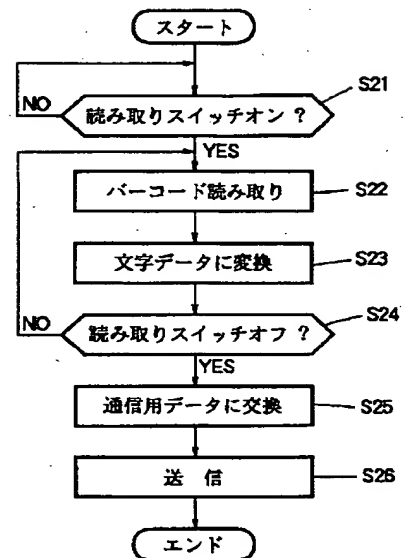 スタート
NO
読み取りスイッチオン ?
S21
YES
バーコード読み取り
S22
文字データに変換
S23
NO
読み取りスイッチオフ ?
S24
YES
通信用データに交換
S25
送 信
S26
エンド